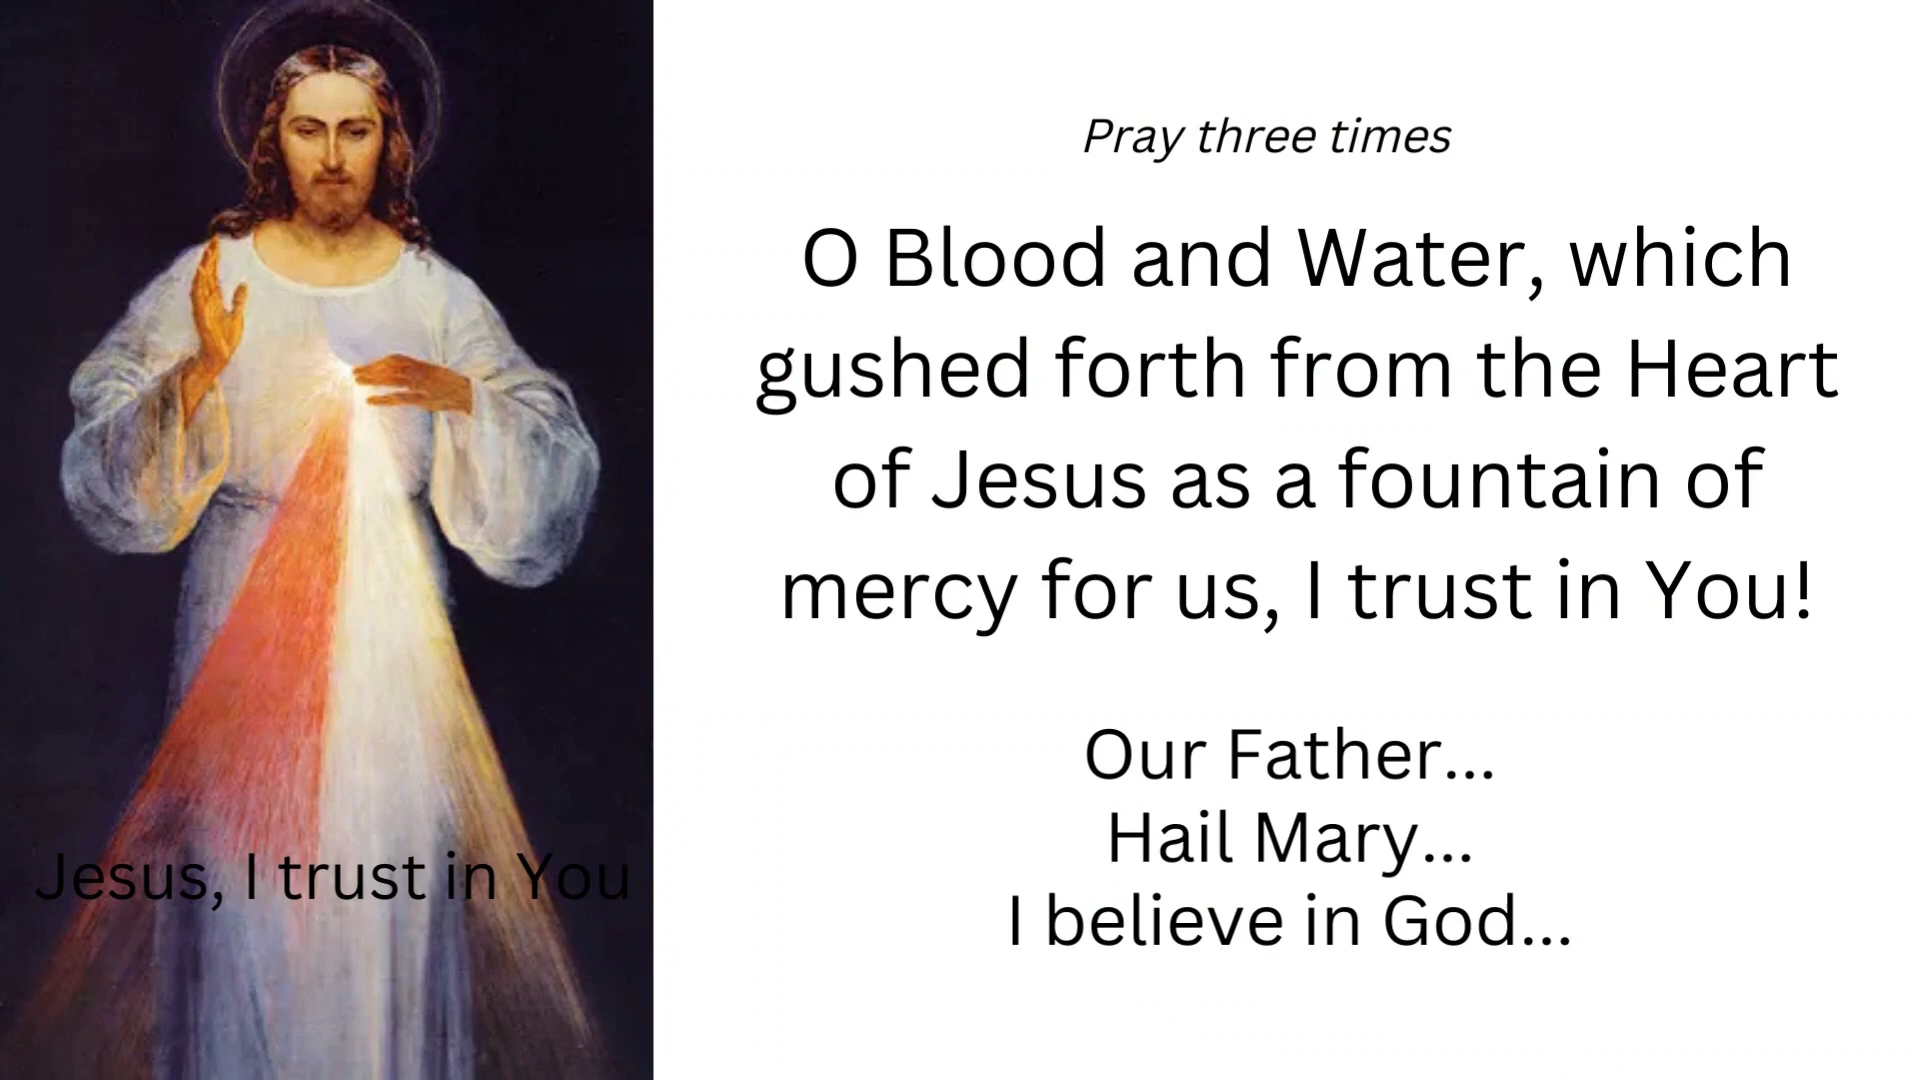 Pray three times
O Blood and Water, which
gushed forth from the Heart
of Jesus as a fountain of
mercy for us, I trust in You!
Our Father...
Hail Mary...
I believe in God...
Jesus, I trust in You